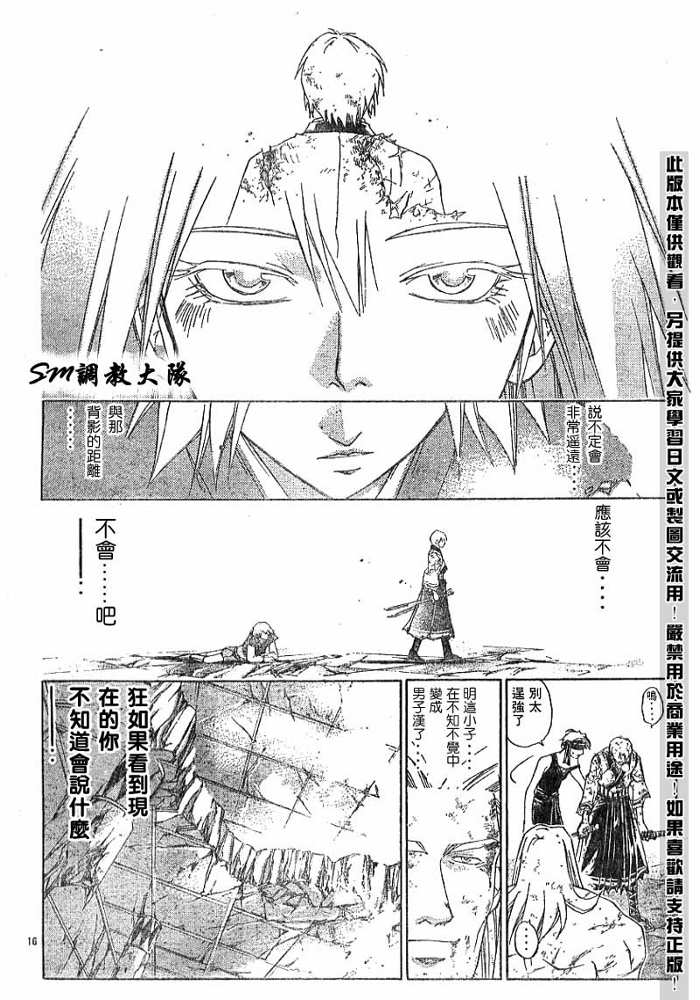 此版本僅供觀看．另提供大家學習日文或製圖交流用！嚴禁用於商業用途！如果喜歡請支持正版！
SM調教大隊
說不定會
非常遥遠……
與那
背影的距離
……
應該不會…
不會……吧
——！
嗚…
別太
逞強了
明這小子…
在不知不覺中
變成
男子漢了…
狂如果看到現
在的你
不知道會說什麼
——！
16